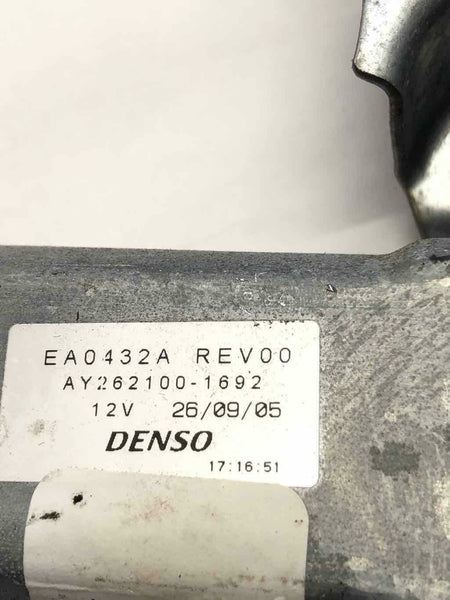 EA0432A REV00
AY262100-1692
12V 26/09/05
DENSO
17:16:51